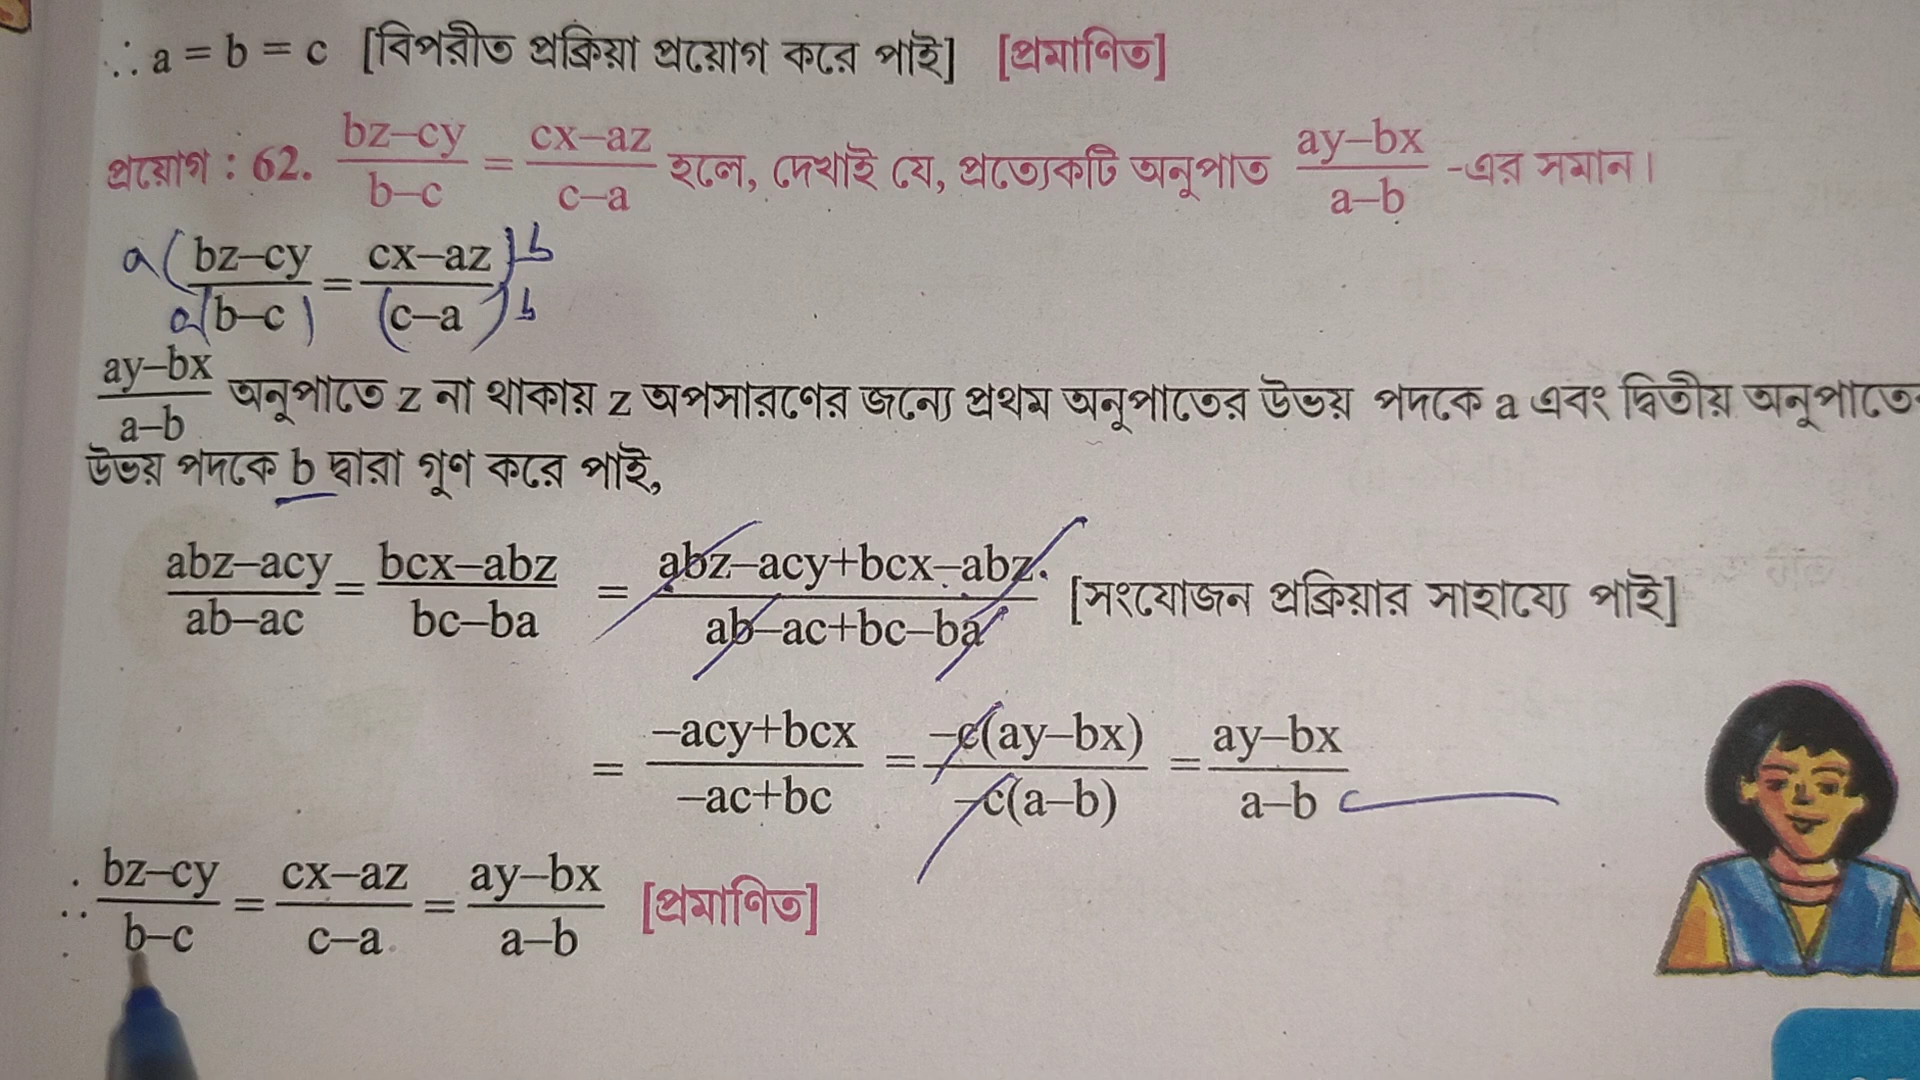 ∴ a = b = c [বিপরীত প্রক্রিয়া প্রয়োগ করে পাই] [প্রমাণিত]
প্রয়োগ : 62. (bz–cy)/(b–c) = (cx–az)/(c–a) হলে, দেখাই যে, প্রত্যেকটি অনুপাত (ay–bx)/(a–b) -এর সমান।
a(bz–cy)/a(b–c) = (cx–az)b/(c–a)b
(ay–bx)/(a–b) অনুপাতে z না থাকায় z অপসারণের জন্যে প্রথম অনুপাতের উভয় পদকে a এবং দ্বিতীয় অনুপাতে
উভয় পদকে b দ্বারা গুণ করে পাই,
(abz–acy)/(ab–ac) = (bcx–abz)/(bc–ba) = (abz–acy+bcx–abz)/(ab–ac+bc–ba) [সংযোজন প্রক্রিয়ার সাহায্যে পাই]
= (–acy+bcx)/(–ac+bc) = –c(ay–bx)/–c(a–b) = (ay–bx)/(a–b)
∴ (bz–cy)/(b–c) = (cx–az)/(c–a) = (ay–bx)/(a–b) [প্রমাণিত]